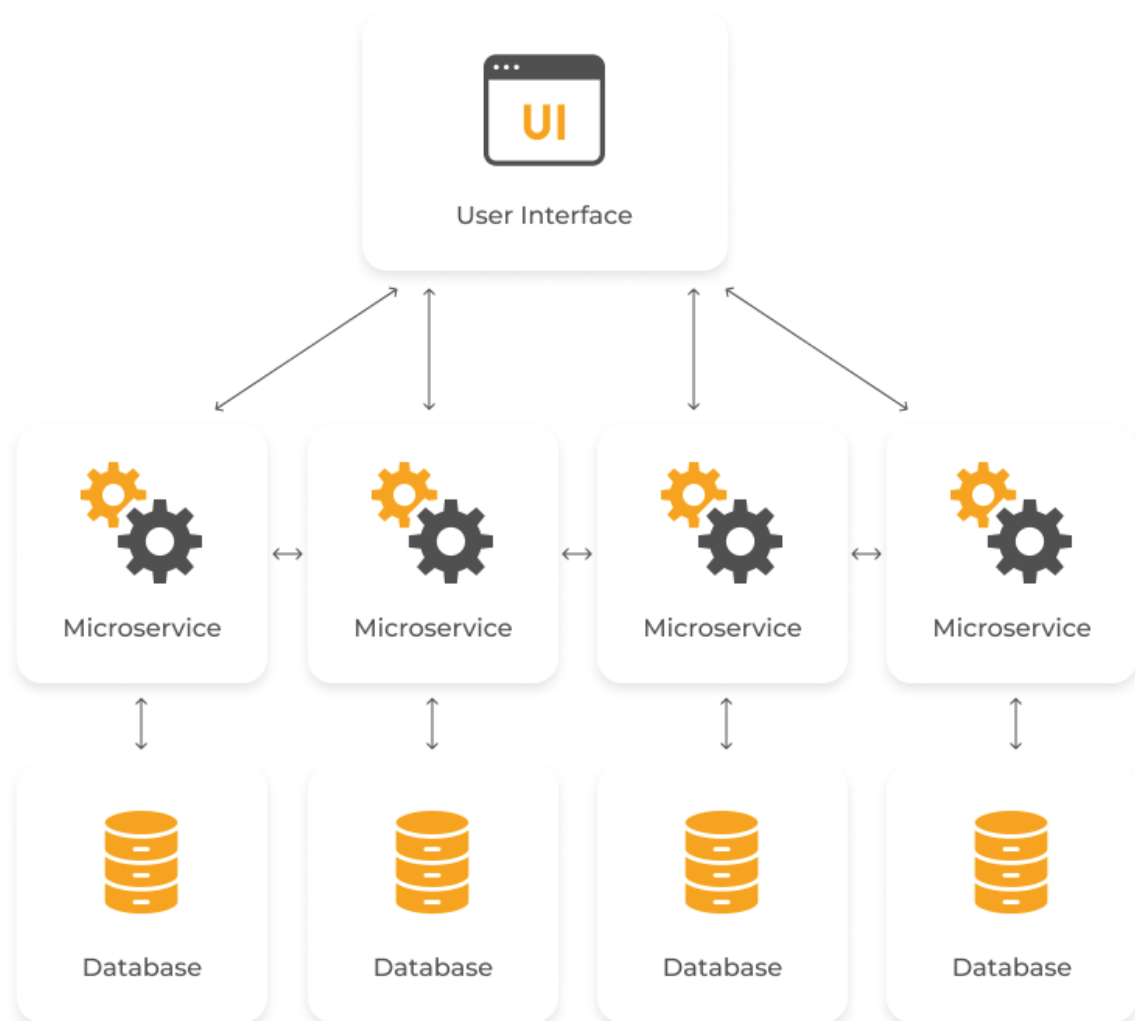 UI
User Interface
Microservice
Microservice
Microservice
Microservice
Database
Database
Database
Database